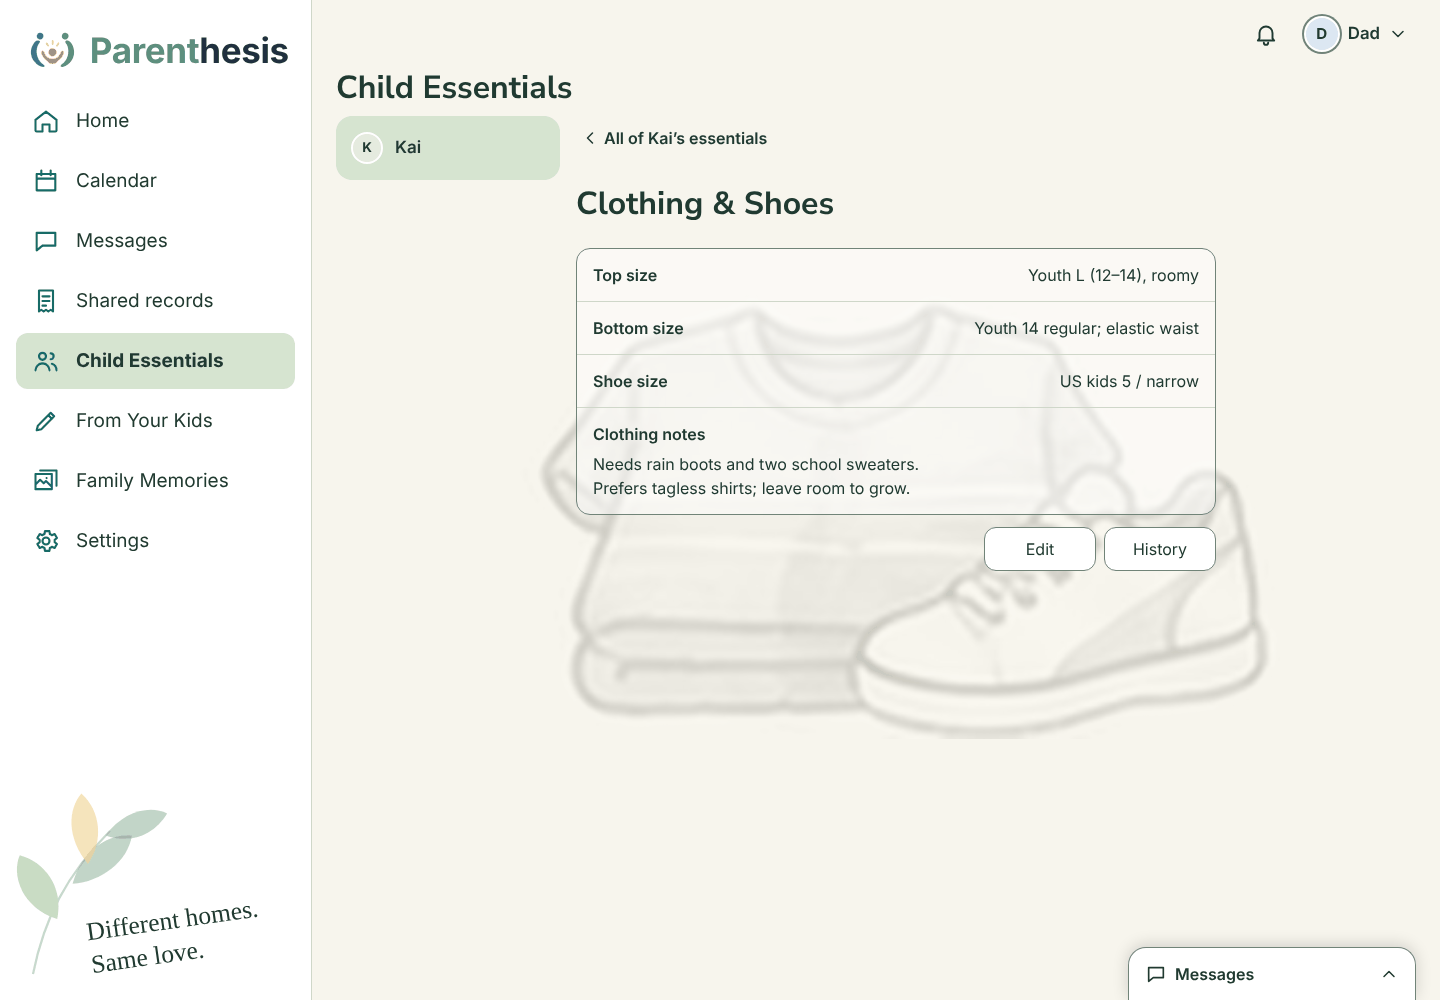 Parenthesis
Home
Calendar
Messages
Shared records
Child Essentials
From Your Kids
Family Memories
Settings
Different homes.
Same love.
D Dad
Child Essentials
K Kai
All of Kai’s essentials
Clothing & Shoes
Top size Youth L (12–14), roomy
Bottom size Youth 14 regular; elastic waist
Shoe size US kids 5 / narrow
Clothing notes
Needs rain boots and two school sweaters.
Prefers tagless shirts; leave room to grow.
Edit History
Messages